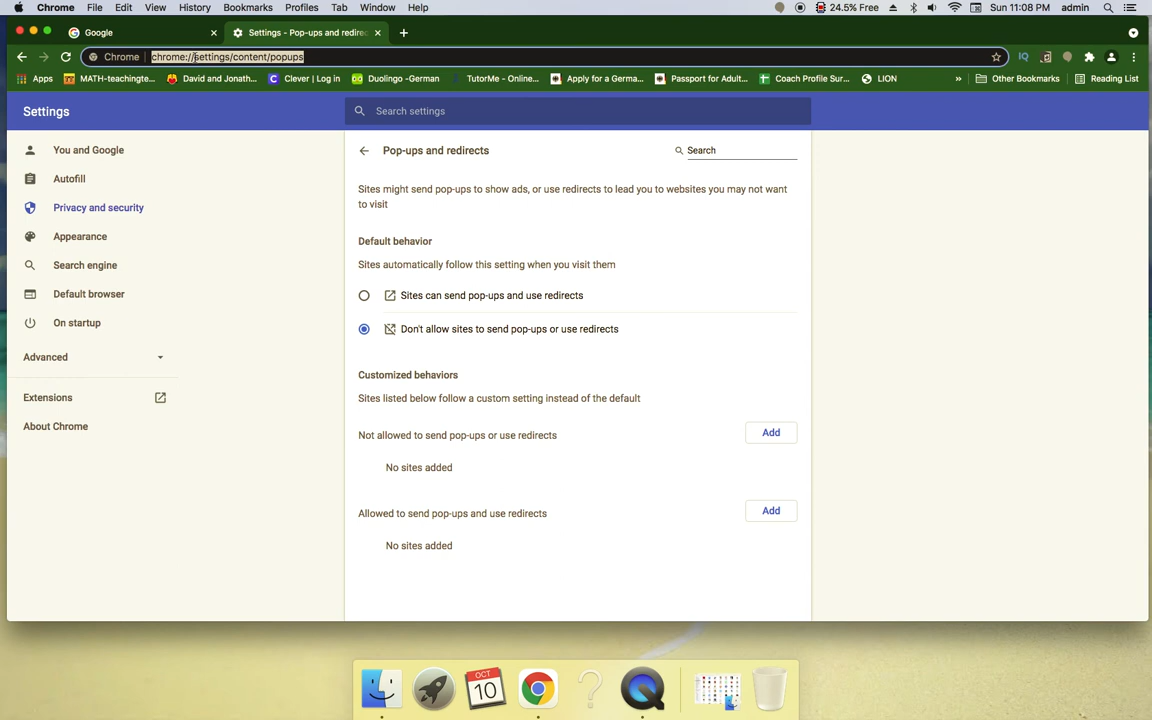 Chrome File Edit View History Bookmarks Profiles Tab Window Help 24.5% Free Sun 11:08 PM admin
Google Settings - Pop-ups and redirec
Chrome chrome://settings/content/popups
Apps MATH-teachingte... David and Jonath... Clever | Log in Duolingo -German TutorMe - Online... Apply for a Germa... Passport for Adult... Coach Profile Sur... LION » Other Bookmarks Reading List
Settings
Search settings
You and Google
Autofill
Privacy and security
Appearance
Search engine
Default browser
On startup
Advanced
Extensions
About Chrome
Pop-ups and redirects
Search
Sites might send pop-ups to show ads, or use redirects to lead you to websites you may not want
to visit
Default behavior
Sites automatically follow this setting when you visit them
Sites can send pop-ups and use redirects
Don't allow sites to send pop-ups or use redirects
Customized behaviors
Sites listed below follow a custom setting instead of the default
Not allowed to send pop-ups or use redirects Add
No sites added
Allowed to send pop-ups and use redirects Add
No sites added
OCT
10